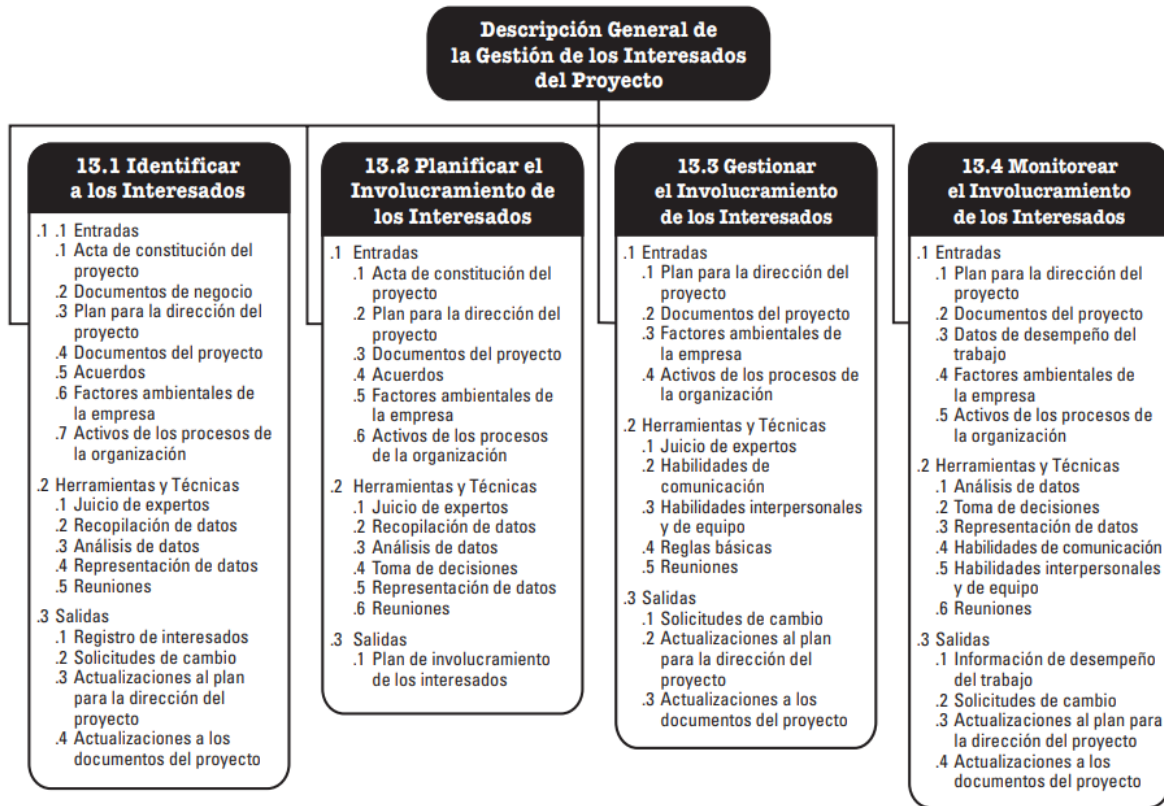 Descripción General de
la Gestión de los Interesados
del Proyecto
13.1 Identificar
a los Interesados
.1 .1 Entradas
.1 Acta de constitución del
proyecto
.2 Documentos de negocio
.3 Plan para la dirección del
proyecto
.4 Documentos del proyecto
.5 Acuerdos
.6 Factores ambientales de
la empresa
.7 Activos de los procesos de
la organización
.2 Herramientas y Técnicas
.1 Juicio de expertos
.2 Recopilación de datos
.3 Análisis de datos
.4 Representación de datos
.5 Reuniones
.3 Salidas
.1 Registro de interesados
.2 Solicitudes de cambio
.3 Actualizaciones al plan
para la dirección del
proyecto
.4 Actualizaciones a los
documentos del proyecto
13.2 Planificar el
Involucramiento de
los Interesados
.1 Entradas
.1 Acta de constitución del
proyecto
.2 Plan para la dirección del
proyecto
.3 Documentos del proyecto
.4 Acuerdos
.5 Factores ambientales de
la empresa
.6 Activos de los procesos
de la organización
.2 Herramientas y Técnicas
.1 Juicio de expertos
.2 Recopilación de datos
.3 Análisis de datos
.4 Toma de decisiones
.5 Representación de datos
.6 Reuniones
.3 Salidas
.1 Plan de involucramiento
de los interesados
13.3 Gestionar
el Involucramiento
de los Interesados
.1 Entradas
.1 Plan para la dirección del
proyecto
.2 Documentos del proyecto
.3 Factores ambientales de
la empresa
.4 Activos de los procesos de
la organización
.2 Herramientas y Técnicas
.1 Juicio de expertos
.2 Habilidades de
comunicación
.3 Habilidades interpersonales
y de equipo
.4 Reglas básicas
.5 Reuniones
.3 Salidas
.1 Solicitudes de cambio
.2 Actualizaciones al plan
para la dirección del
proyecto
.3 Actualizaciones a los
documentos del proyecto
13.4 Monitorear
el Involucramiento
de los Interesados
.1 Entradas
.1 Plan para la dirección del
proyecto
.2 Documentos del proyecto
.3 Datos de desempeño del
trabajo
.4 Factores ambientales de
la empresa
.5 Activos de los procesos de
la organización
.2 Herramientas y Técnicas
.1 Análisis de datos
.2 Toma de decisiones
.3 Representación de datos
.4 Habilidades de comunicación
.5 Habilidades interpersonales
y de equipo
.6 Reuniones
.3 Salidas
.1 Información de desempeño
del trabajo
.2 Solicitudes de cambio
.3 Actualizaciones al plan para
la dirección del proyecto
.4 Actualizaciones a los
documentos del proyecto